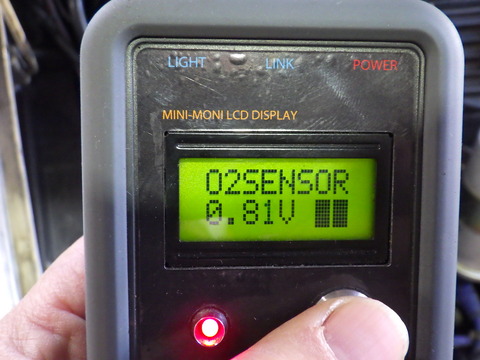 LIGHT LINK POWER
MINI-MONI LCD DISPLAY
O2SENSOR
0.81V